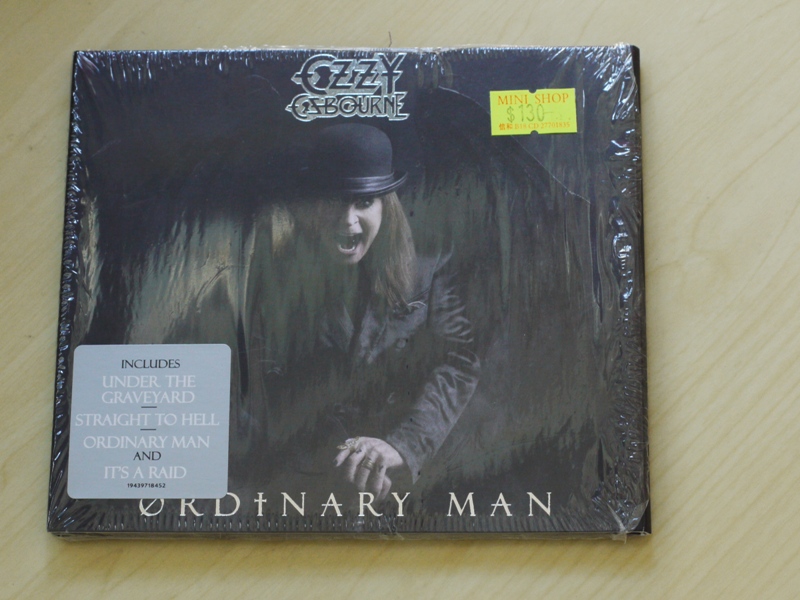 OZZY
OSBOURNE
MINI SHOP
$130
INCLUDES
UNDER THE
GRAVEYARD
STRAIGHT TO HELL
ORDINARY MAN
AND
IT'S A RAID
19439718452
ØRDINARY MAN